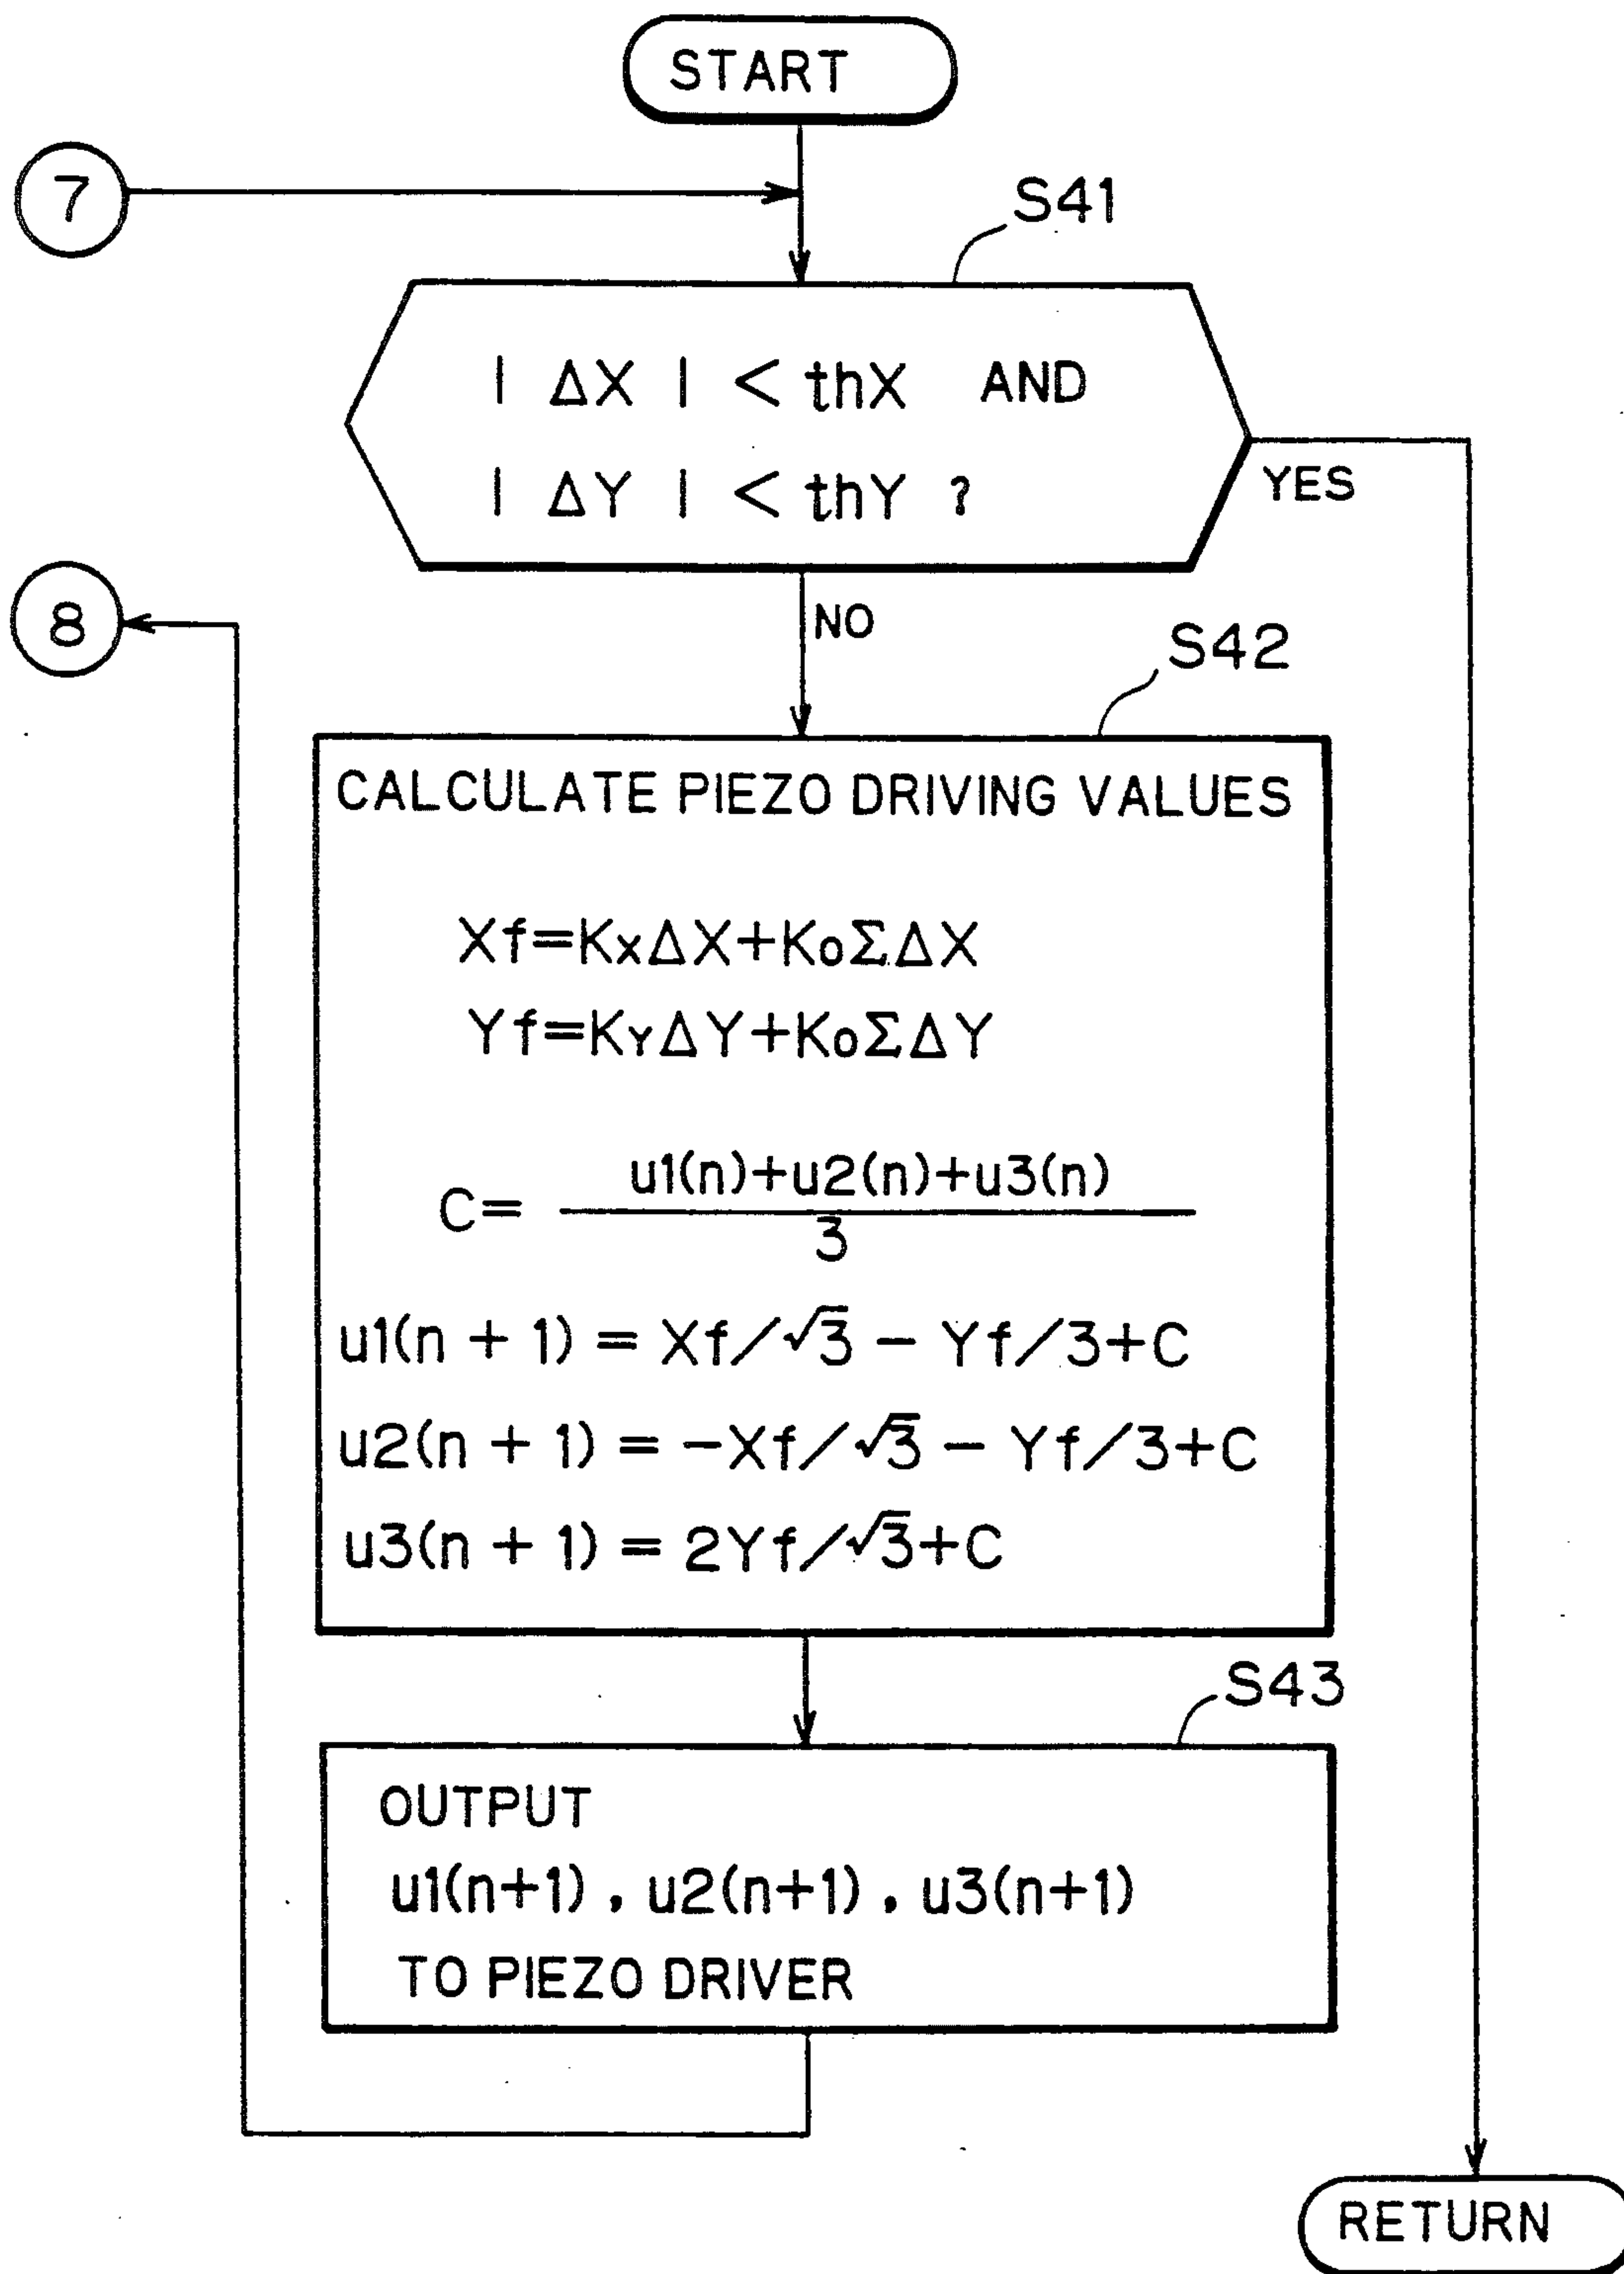 START
7
S41
| ΔX | < thX AND
| ΔY | < thY ?
YES
8
NO
S42
CALCULATE PIEZO DRIVING VALUES
Xf=KxΔX+KoΣΔX
Yf=KYΔY+KoΣΔY
C= u1(n)+u2(n)+u3(n)
3
u1(n + 1) = Xf/√3 - Yf/3+C
u2(n + 1) = -Xf/√3 - Yf/3+C
u3(n + 1) = 2Yf/√3+C
S43
OUTPUT
u1(n+1) , u2(n+1) , u3(n+1)
TO PIEZO DRIVER
RETURN